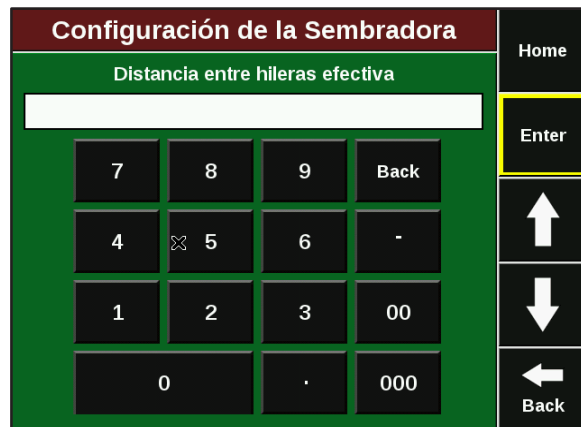 Configuración de la Sembradora
Home
Distancia entre hileras efectiva
Enter
7 8 9 Back
4 5 6 -
1 2 3 00
0 . 000
Back